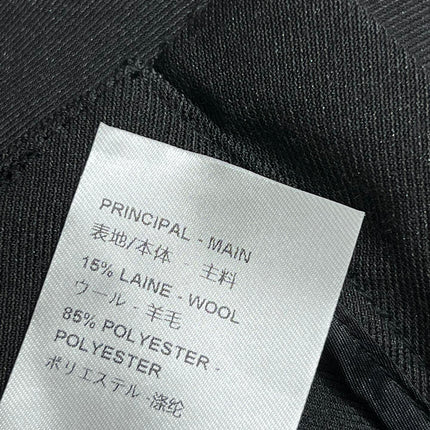 PRINCIPAL - MAIN
表地/本体 - 主料
15% LAINE - WOOL
ウール - 羊毛
85% POLYESTER -
POLYESTER
ポリエステル -涤纶